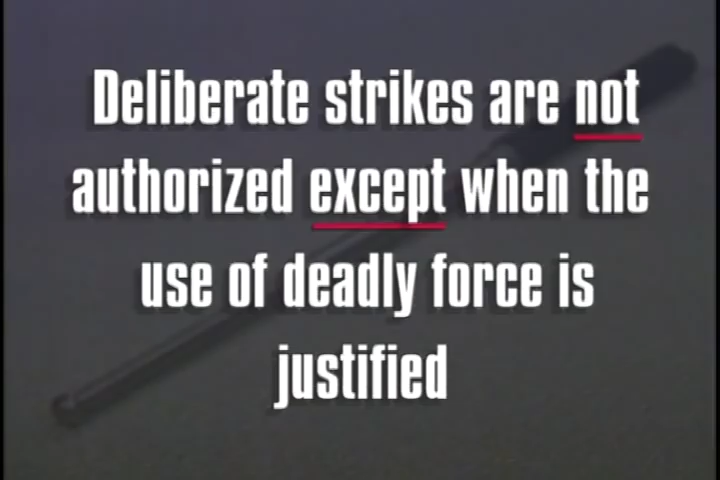 Deliberate strikes are not
authorized except when the
use of deadly force is
justified